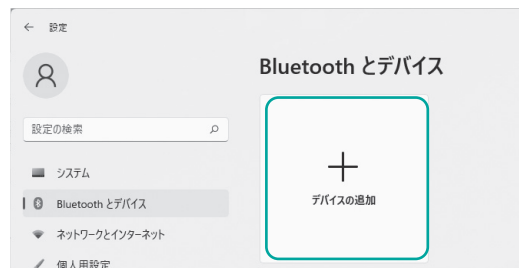 設定
Bluetooth とデバイス
設定の検索
システム
Bluetooth とデバイス
ネットワークとインターネット
個人用設定
デバイスの追加